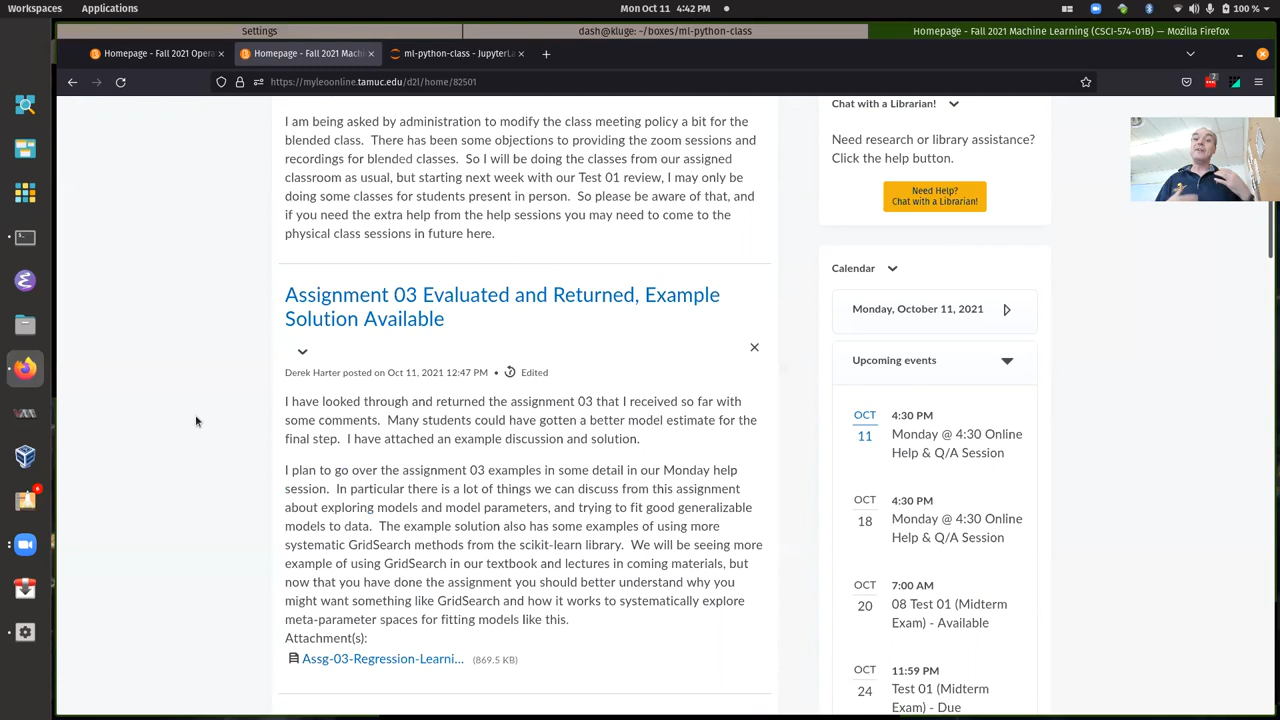 Workspaces
Applications
Mon Oct 11 4:42 PM
100 %
Settings
dash@kluge: ~/boxes/ml-python-class
Homepage - Fall 2021 Machine Learning (CSCI-574-01B) — Mozilla Firefox
Homepage - Fall 2021 Opera
Homepage - Fall 2021 Machi
ml-python-class - JupyterLa
https://myleoonline.tamuc.edu/d2l/home/82501
I am being asked by administration to modify the class meeting policy a bit for the
blended class. There has been some objections to providing the zoom sessions and
recordings for blended classes. So I will be doing the classes from our assigned
classroom as usual, but starting next week with our Test 01 review, I may only be
doing some classes for students present in person. So please be aware of that, and
if you need the extra help from the help sessions you may need to come to the
physical class sessions in future here.
Assignment 03 Evaluated and Returned, Example
Solution Available
Derek Harter posted on Oct 11, 2021 12:47 PM • Edited
I have looked through and returned the assignment 03 that I received so far with
some comments. Many students could have gotten a better model estimate for the
final step. I have attached an example discussion and solution.
I plan to go over the assignment 03 examples in some detail in our Monday help
session. In particular there is a lot of things we can discuss from this assignment
about exploring models and model parameters, and trying to fit good generalizable
models to data. The example solution also has some examples of using more
systematic GridSearch methods from the scikit-learn library. We will be seeing more
example of using GridSearch in our textbook and lectures in coming materials, but
now that you have done the assignment you should better understand why you
might want something like GridSearch and how it works to systematically explore
meta-parameter spaces for fitting models like this.
Attachment(s):
Assg-03-Regression-Learni... (869.5 KB)
Chat with a Librarian!
Need research or library assistance?
Click the help button.
Need Help?
Chat with a Librarian!
Calendar
Monday, October 11, 2021
Upcoming events
OCT
11
4:30 PM
Monday @ 4:30 Online
Help & Q/A Session
OCT
18
4:30 PM
Monday @ 4:30 Online
Help & Q/A Session
OCT
20
7:00 AM
08 Test 01 (Midterm
Exam) - Available
OCT
24
11:59 PM
Test 01 (Midterm
Exam) - Due